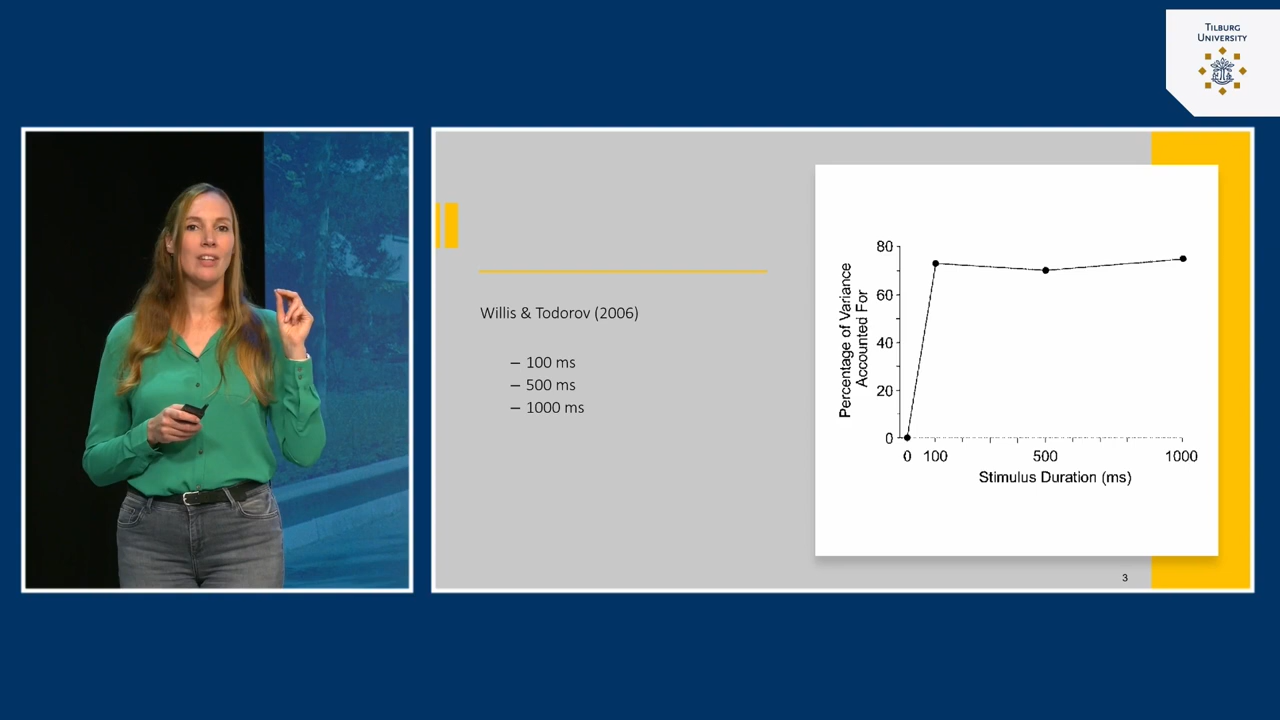 TILBURG
UNIVERSITY
Willis & Todorov (2006)
– 100 ms
– 500 ms
– 1000 ms
Percentage of Variance
Accounted For
80
60
40
20
0
0 100 500 1000
Stimulus Duration (ms)
3